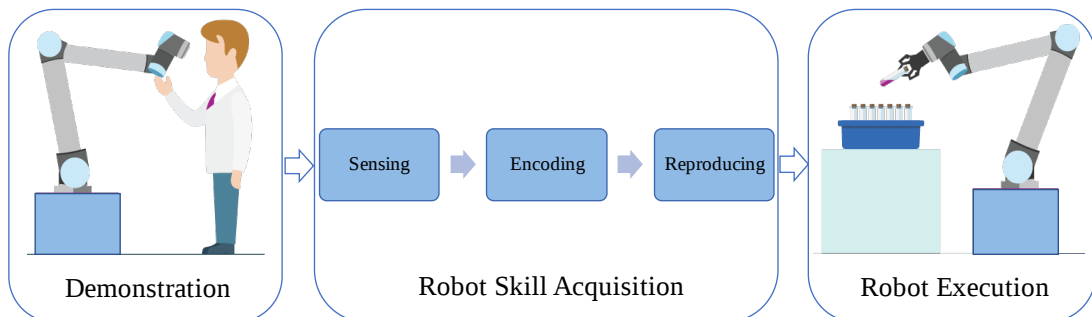 Sensing
Encoding
Reproducing
Demonstration
Robot Skill Acquisition
Robot Execution